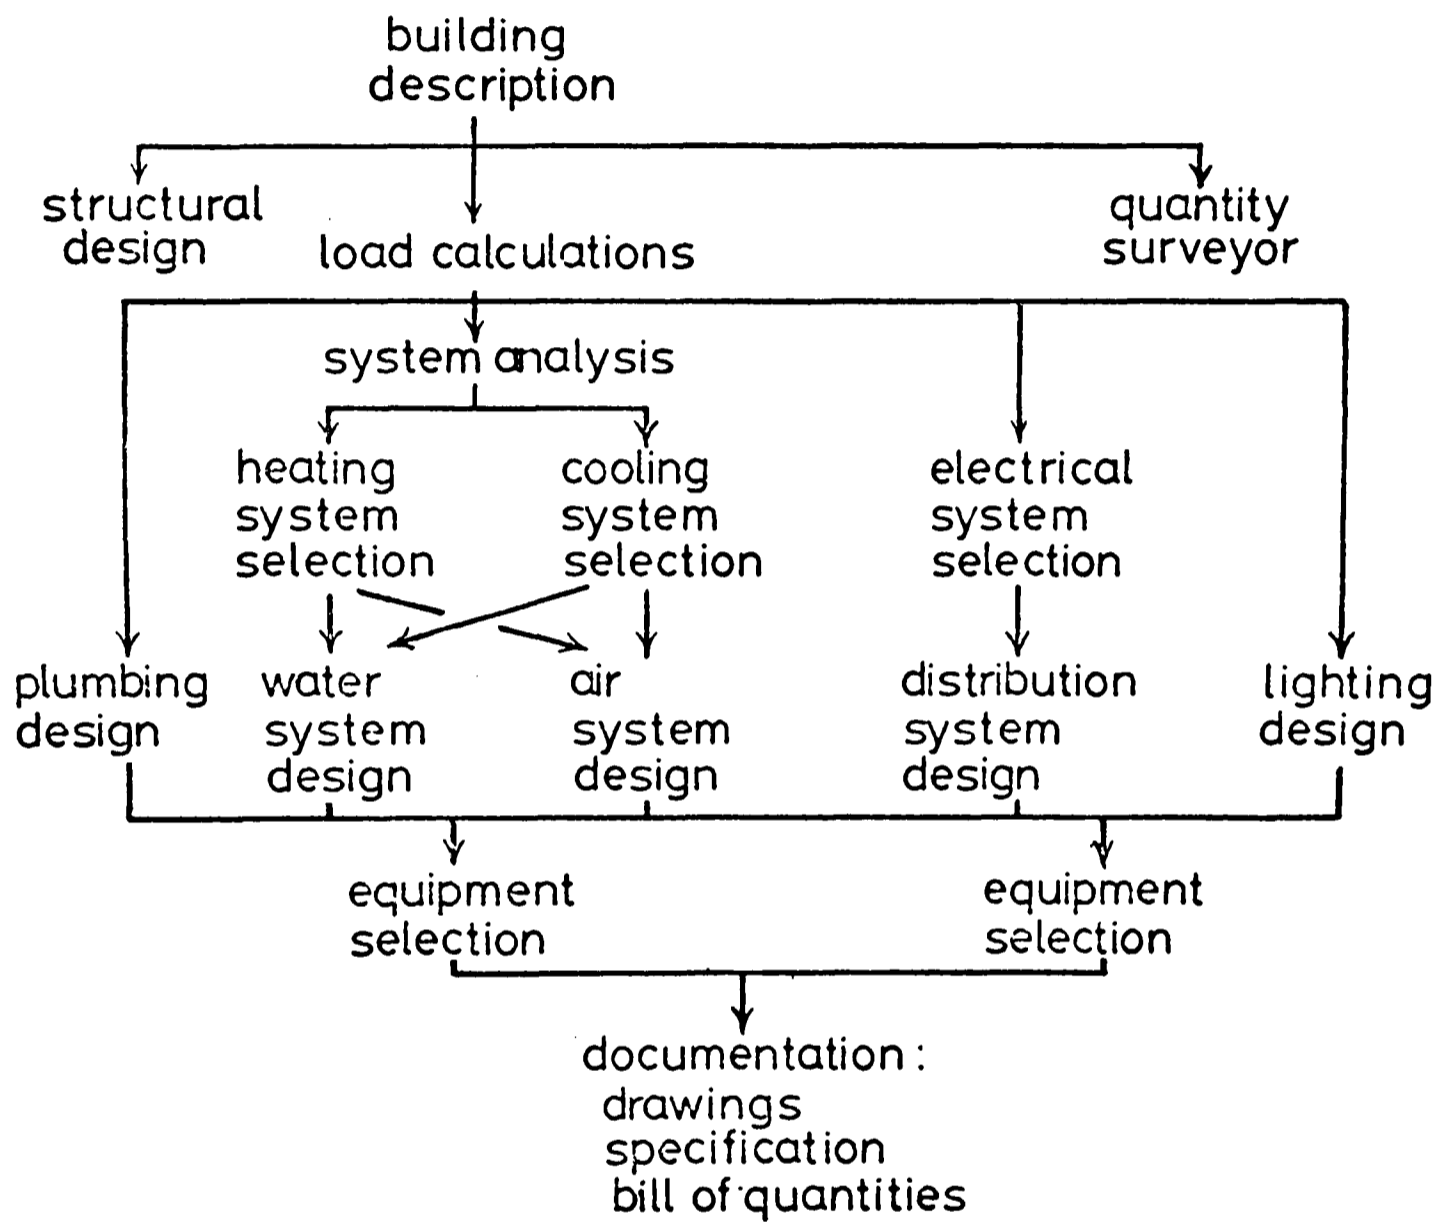 building
description
structural
design
load calculations
quantity
surveyor
system analysis
heating
system
selection
cooling
system
selection
electrical
system
selection
plumbing
design
water
system
design
air
system
design
distribution
system
design
lighting
design
equipment
selection
equipment
selection
documentation:
drawings
specification
bill of quantities